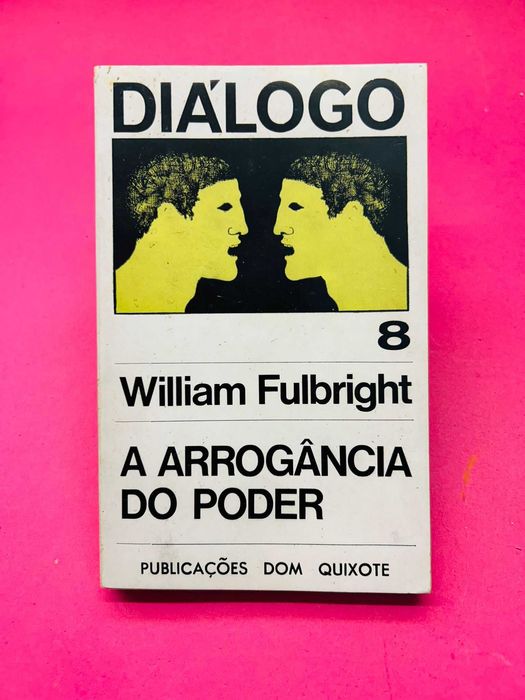 DIÁLOGO
8
William Fulbright
A ARROGÂNCIA
DO PODER
PUBLICAÇÕES DOM QUIXOTE